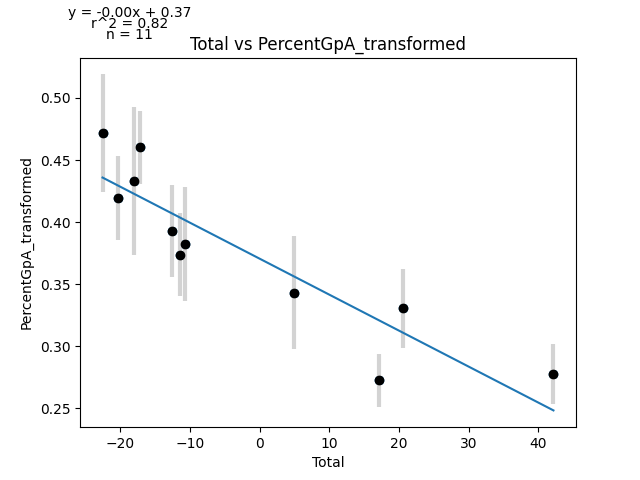 y = -0.00x + 0.37
r^2 = 0.82
n = 11
Total vs PercentGpA_transformed
PercentGpA_transformed
0.50
0.45
0.40
0.35
0.30
0.25
−20
−10
0
10
20
30
40
Total